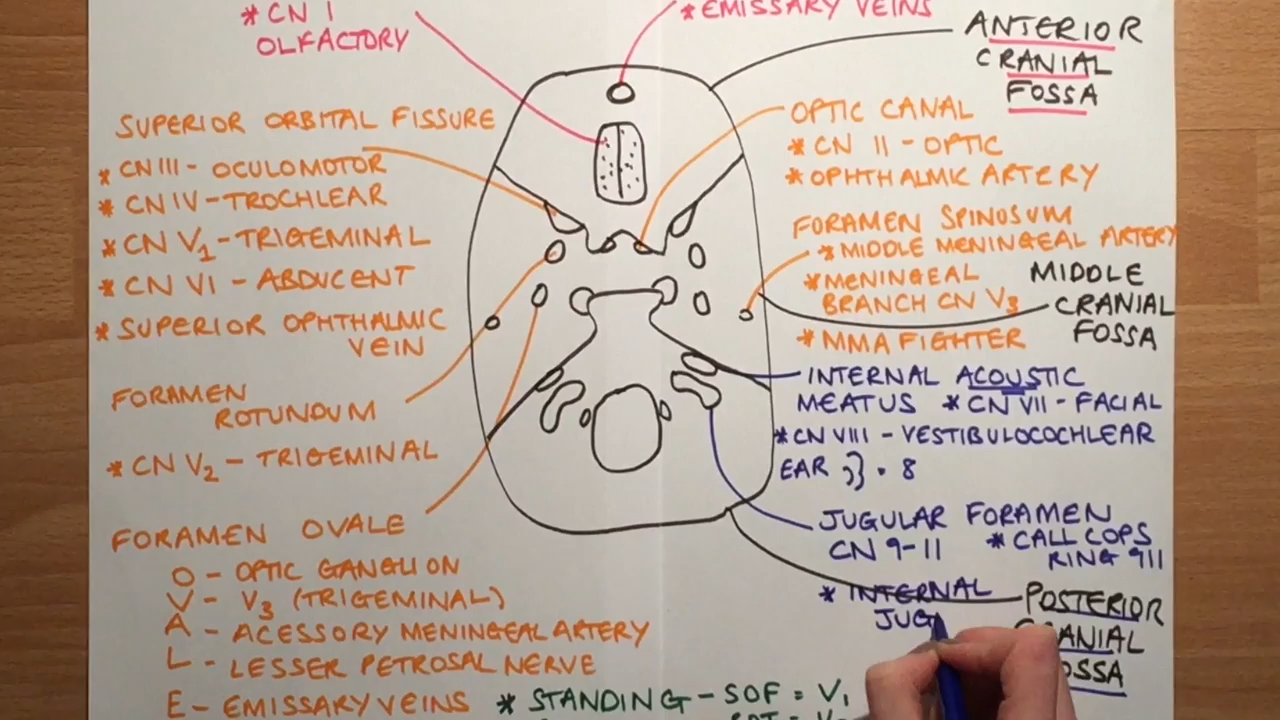 * CN I
OLFACTORY
* EMISSARY VEINS
ANTERIOR
CRANIAL
FOSSA
SUPERIOR ORBITAL FISSURE
* CN III - OCULOMOTOR
* CN IV - TROCHLEAR
* CN V1 - TRIGEMINAL
* CN VI - ABDUCENT
* SUPERIOR OPHTHALMIC
VEIN
FORAMEN
ROTUNDUM
* CN V2 - TRIGEMINAL
FORAMEN OVALE
O - OPTIC GANGLION
V - V3 (TRIGEMINAL)
A - ACESSORY MENINGEAL ARTERY
L - LESSER PETROSAL NERVE
E - EMISSARY VEINS
OPTIC CANAL
* CN II - OPTIC
* OPHTHALMIC ARTERY
FORAMEN SPINOSUM
* MIDDLE MENINGEAL ARTERY
* MENINGEAL
BRANCH CN V3
* MMA FIGHTER
MIDDLE
CRANIAL
FOSSA
INTERNAL ACOUSTIC
MEATUS * CN VII - FACIAL
* CN VIII - VESTIBULOCOCHLEAR
EAR 8
JUGULAR FORAMEN
CN 9-11 * CALL COPS
RING 911
* INTERNAL
JUG
POSTERIOR
CRANIAL
FOSSA
* STANDING - SOF = V1